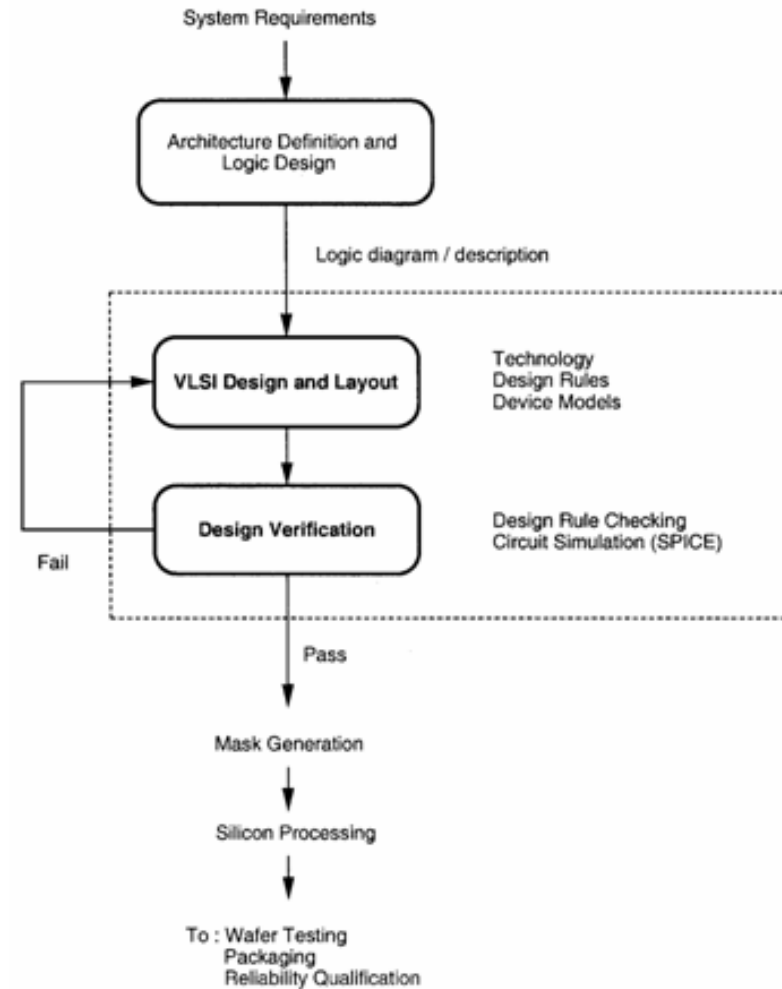 System Requirements
Architecture Definition and
Logic Design
Logic diagram / description
VLSI Design and Layout
Technology
Design Rules
Device Models
Design Verification
Design Rule Checking
Circuit Simulation (SPICE)
Fail
Pass
Mask Generation
Silicon Processing
To : Wafer Testing
Packaging
Reliability Qualification